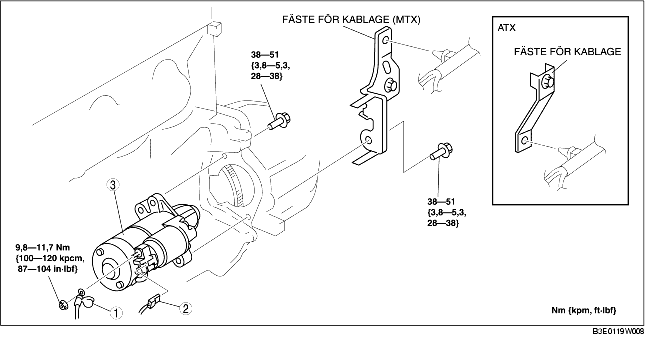 FÄSTE FÖR KABLAGE (MTX)
ATX
FÄSTE FÖR KABLAGE
38—51
{3,8—5,3,
28—38}
3
38—51
{3,8—5,3,
28—38}
9,8—11,7 Nm
{100—120 kpcm,
87—104 in·lbf}
1
2
Nm {kpm, ft·lbf}
B3E0119W008